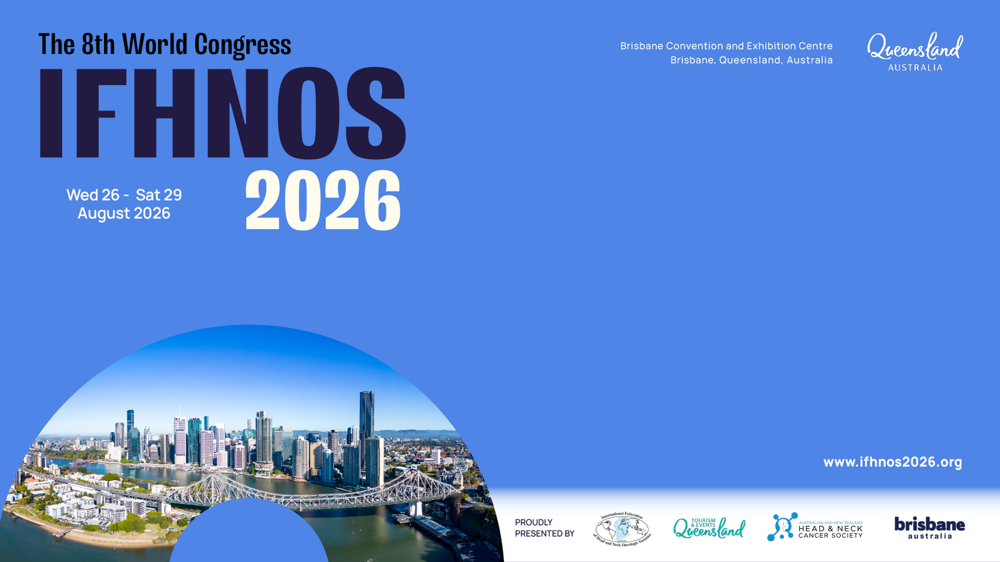 The 8th World Congress
IFHNOS
2026
Wed 26 - Sat 29
August 2026
Brisbane Convention and Exhibition Centre
Brisbane, Queensland, Australia
Queensland
AUSTRALIA
www.ifhnos2026.org
PROUDLY
PRESENTED BY
International Federation
of Head and Neck Oncologic Societies
TOURISM
& EVENTS
Queensland
AUSTRALIAN AND NEW ZEALAND
HEAD & NECK
CANCER SOCIETY
brisbane
australia